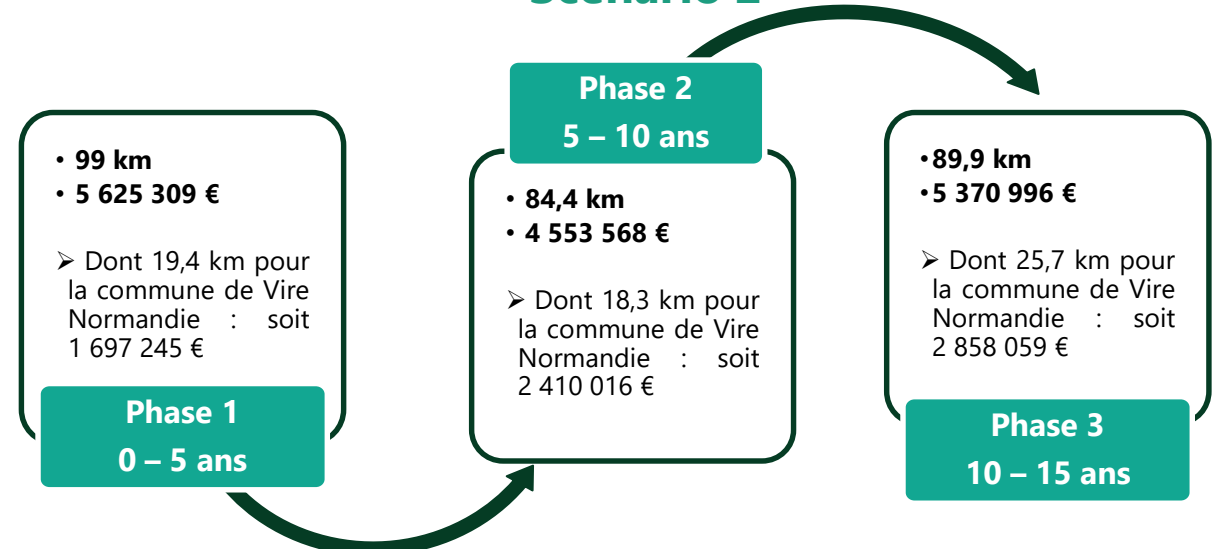 • 99 km
• 5 625 309 €
➢ Dont 19,4 km pour
la commune de Vire
Normandie : soit
1 697 245 €
Phase 1
0 – 5 ans
Phase 2
5 – 10 ans
• 84,4 km
• 4 553 568 €
➢ Dont 18,3 km pour
la commune de Vire
Normandie : soit
2 410 016 €
•89,9 km
•5 370 996 €
➢ Dont 25,7 km pour
la commune de Vire
Normandie : soit
2 858 059 €
Phase 3
10 – 15 ans